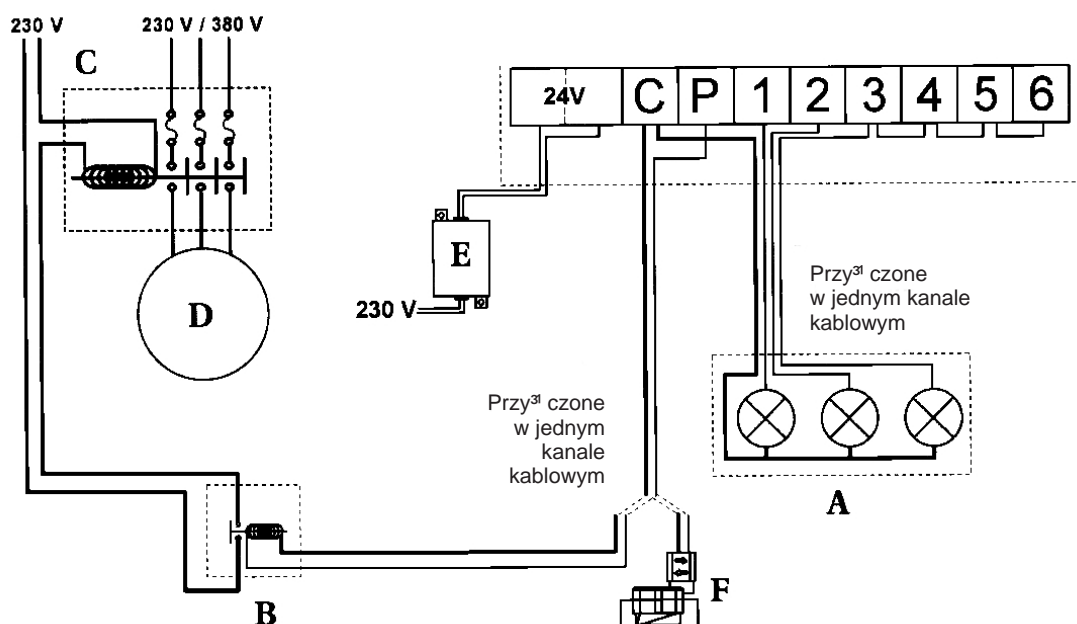 230 V
230 V / 380 V
C
24V
C
P
1
2
3
4
5
6
E
230 V
D
Przy³¹ czone
w jednym kanale
kablowym
Przy³¹ czone
w jednym
kanale
kablowym
A
F
B